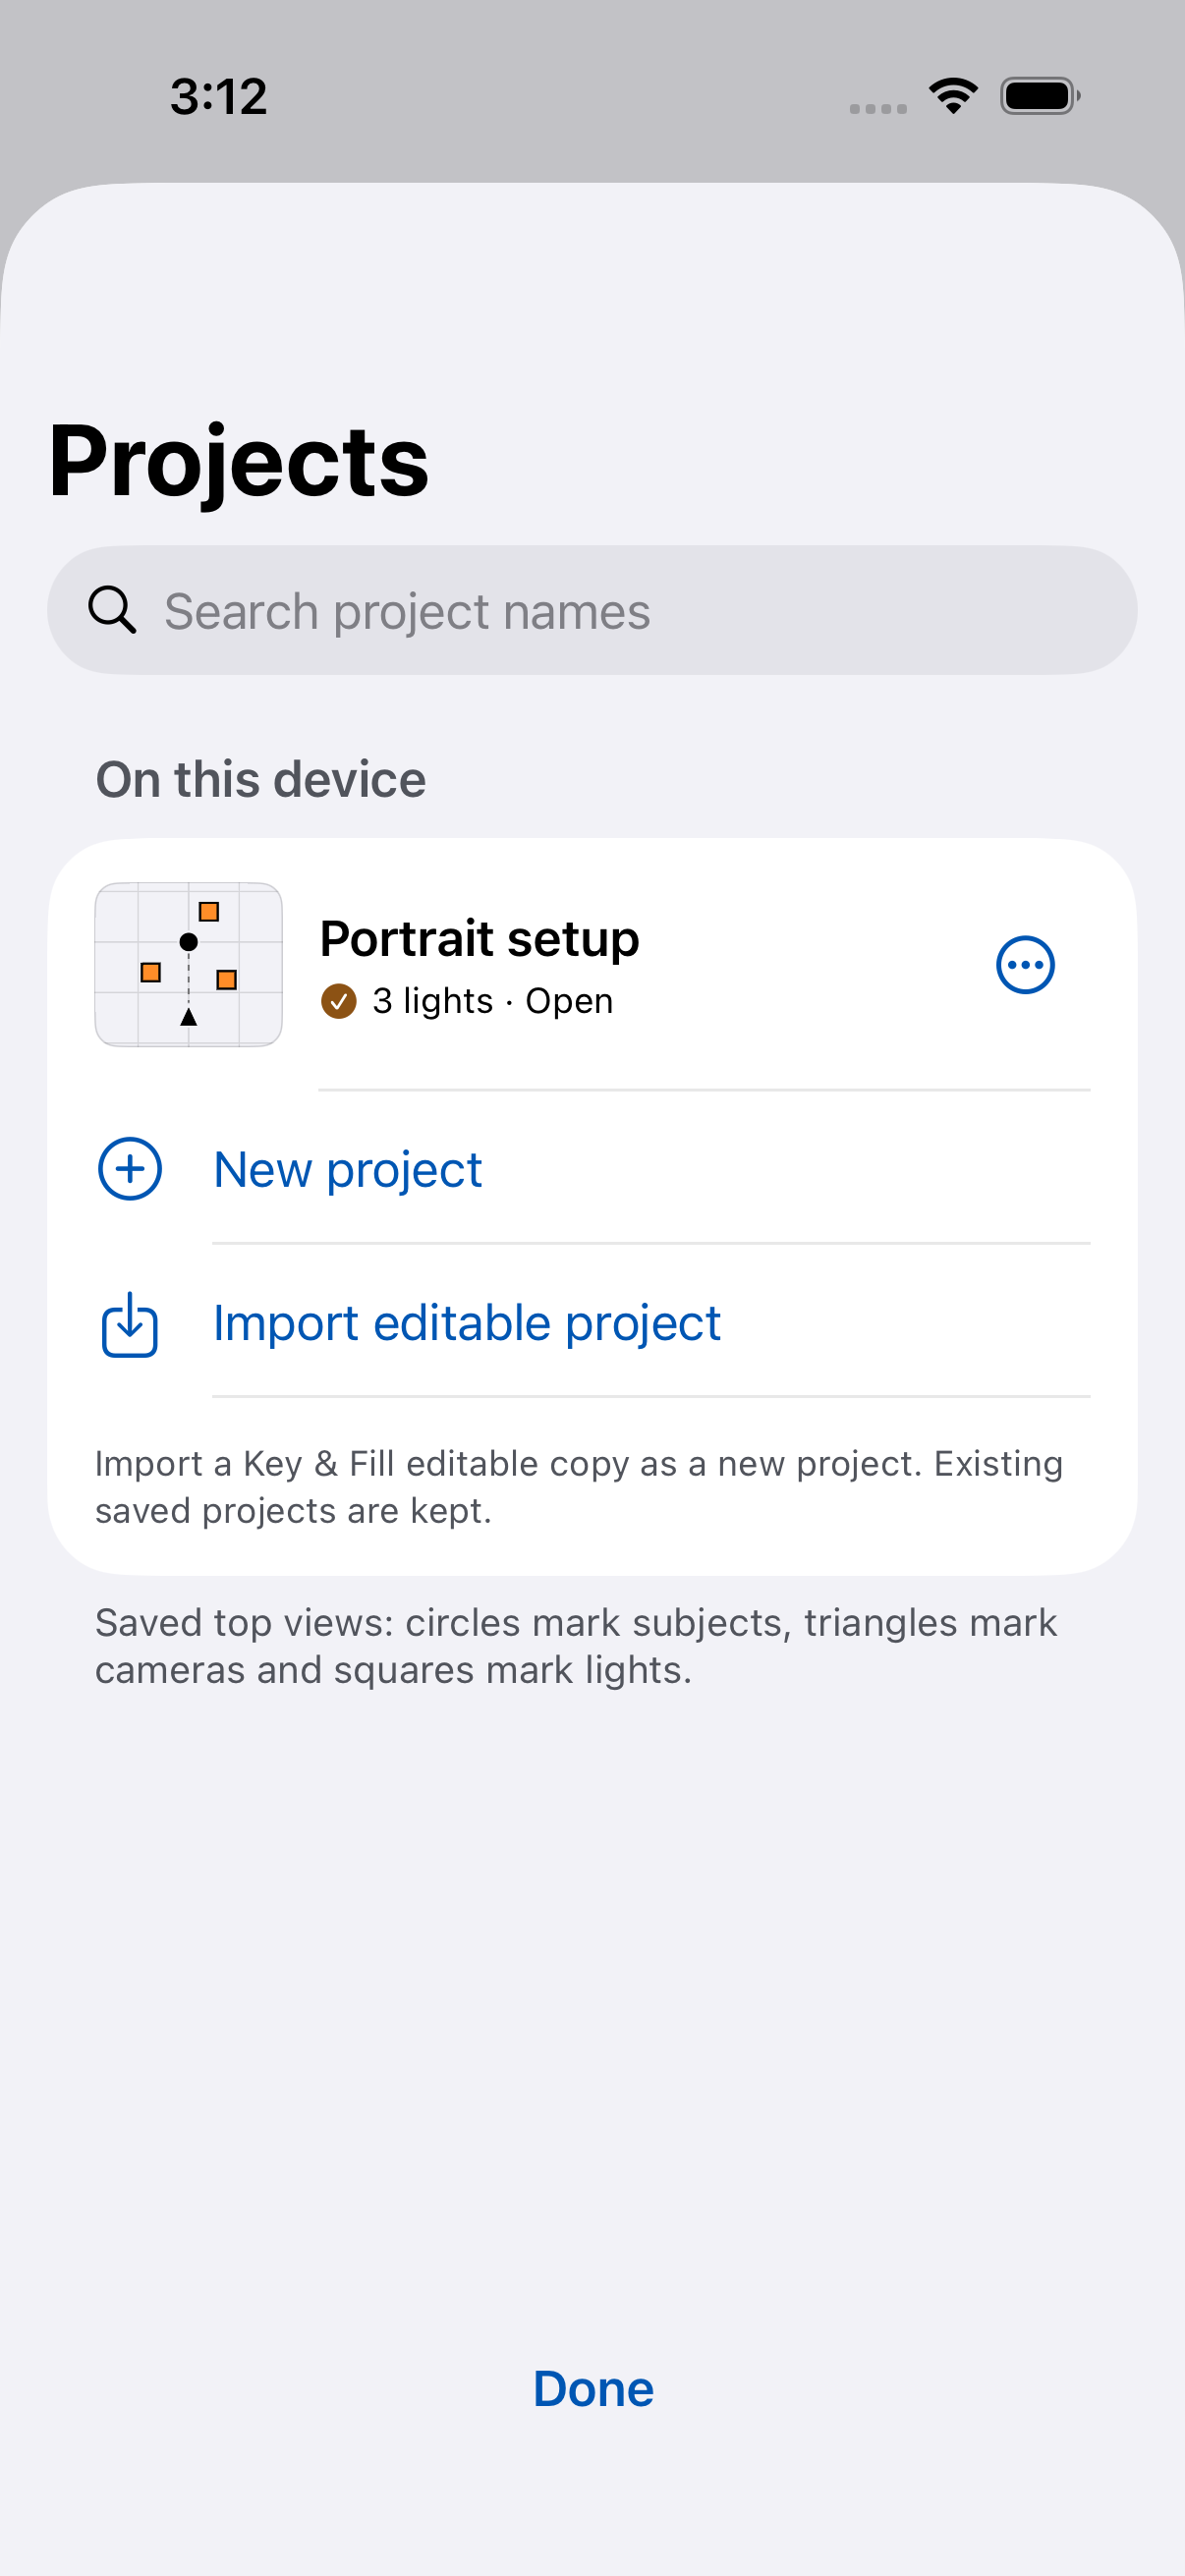 3:12
Projects
Search project names
On this device
Portrait setup
3 lights · Open
New project
Import editable project
Import a Key & Fill editable copy as a new project. Existing
saved projects are kept.
Saved top views: circles mark subjects, triangles mark
cameras and squares mark lights.
Done